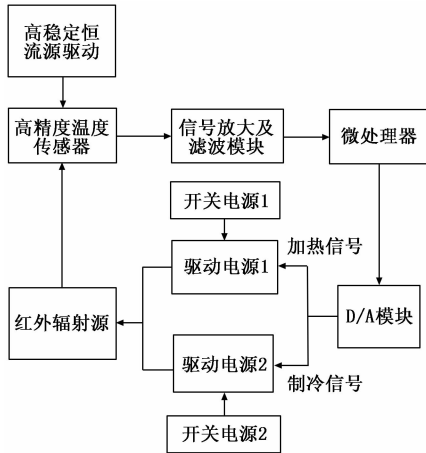 高稳定恒
流源驱动
高精度温度
传感器
信号放大及
滤波模块
微处理器
开关电源1
驱动电源1
加热信号
红外辐射源
D/A模块
驱动电源2
制冷信号
开关电源2